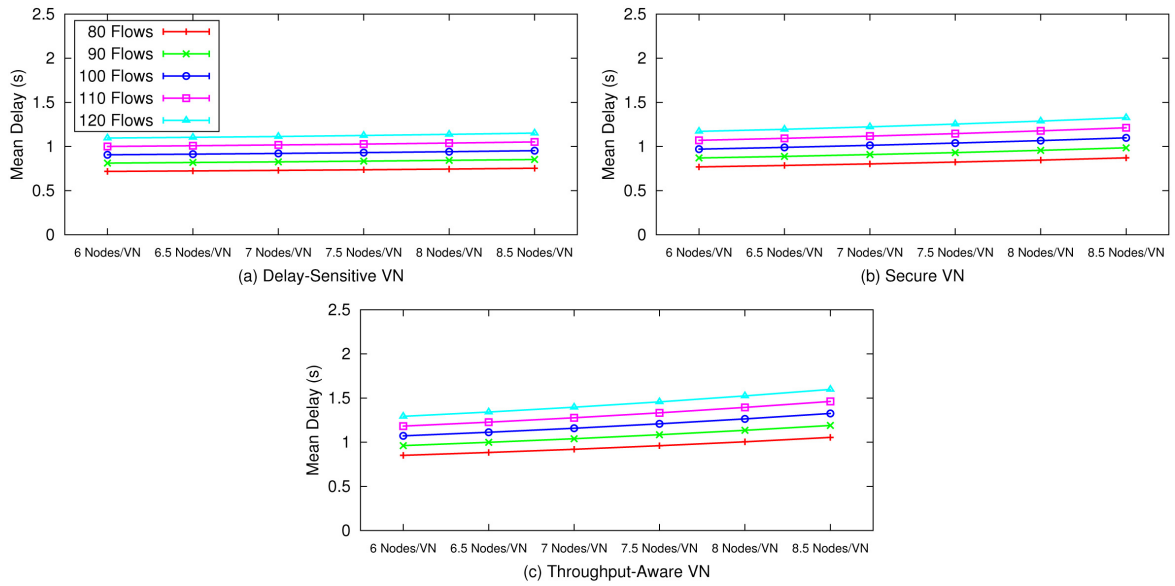 80 Flows
90 Flows
100 Flows
110 Flows
120 Flows
Mean Delay (s)
2.5
2
1.5
1
0.5
0
6 Nodes/VN 6.5 Nodes/VN 7 Nodes/VN 7.5 Nodes/VN 8 Nodes/VN 8.5 Nodes/VN
(a) Delay-Sensitive VN
Mean Delay (s)
2.5
2
1.5
1
0.5
0
6 Nodes/VN 6.5 Nodes/VN 7 Nodes/VN 7.5 Nodes/VN 8 Nodes/VN 8.5 Nodes/VN
(b) Secure VN
Mean Delay (s)
2.5
2
1.5
1
0.5
0
6 Nodes/VN 6.5 Nodes/VN 7 Nodes/VN 7.5 Nodes/VN 8 Nodes/VN 8.5 Nodes/VN
(c) Throughput-Aware VN